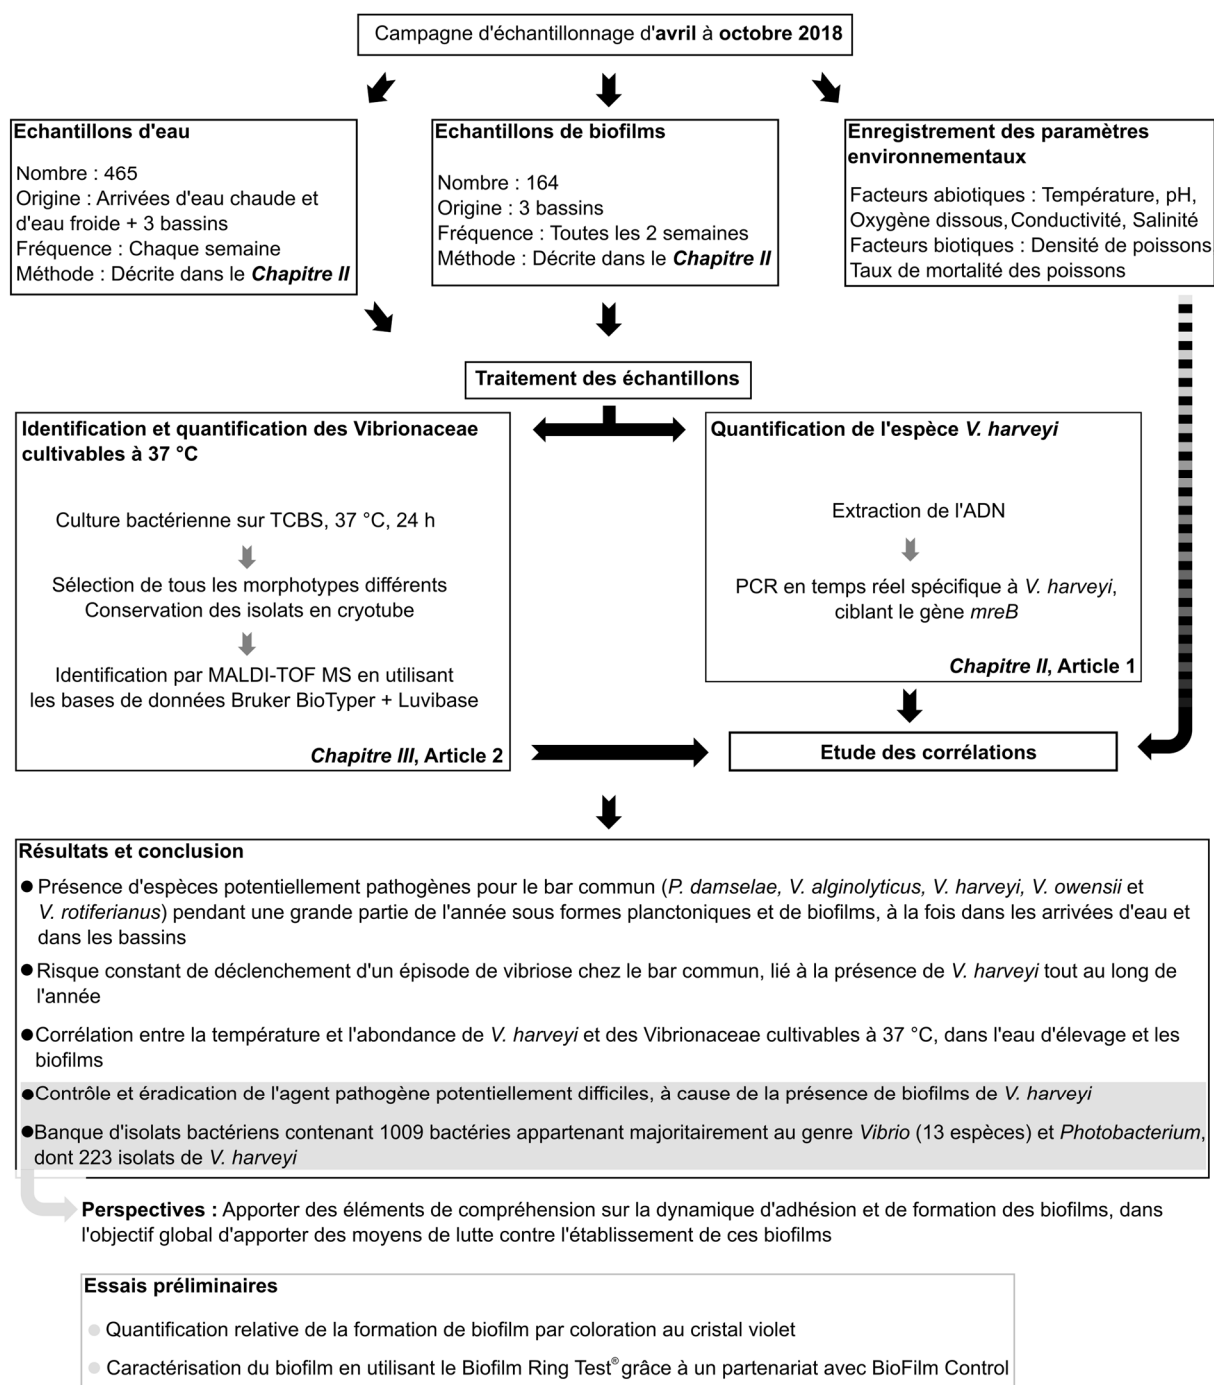 Campagne d'échantillonnage d'avril à octobre 2018
Echantillons d'eau
Nombre : 465
Origine : Arrivées d'eau chaude et
d'eau froide + 3 bassins
Fréquence : Chaque semaine
Méthode : Décrite dans le Chapitre II
Echantillons de biofilms
Nombre : 164
Origine : 3 bassins
Fréquence : Toutes les 2 semaines
Méthode : Décrite dans le Chapitre II
Enregistrement des paramètres
environnementaux
Facteurs abiotiques : Température, pH,
Oxygène dissous, Conductivité, Salinité
Facteurs biotiques : Densité de poissons
Taux de mortalité des poissons
Traitement des échantillons
Identification et quantification des Vibrionaceae
cultivables à 37 °C
Culture bactérienne sur TCBS, 37 °C, 24 h
Sélection de tous les morphotypes différents
Conservation des isolats en cryotube
Identification par MALDI-TOF MS en utilisant
les bases de données Bruker BioTyper + Luvibase
Chapitre III, Article 2
Quantification de l'espèce V. harveyi
Extraction de l'ADN
PCR en temps réel spécifique à V. harveyi,
ciblant le gène mreB
Chapitre II, Article 1
Etude des corrélations
Résultats et conclusion
● Présence d'espèces potentiellement pathogènes pour le bar commun (P. damselae, V. alginolyticus, V. harveyi, V. owensii et
V. rotiferianus) pendant une grande partie de l'année sous formes planctoniques et de biofilms, à la fois dans les arrivées d'eau et
dans les bassins
● Risque constant de déclenchement d'un épisode de vibriose chez le bar commun, lié à la présence de V. harveyi tout au long de
l'année
● Corrélation entre la température et l'abondance de V. harveyi et des Vibrionaceae cultivables à 37 °C, dans l'eau d'élevage et les
biofilms
● Contrôle et éradication de l'agent pathogène potentiellement difficiles, à cause de la présence de biofilms de V. harveyi
● Banque d'isolats bactériens contenant 1009 bactéries appartenant majoritairement au genre Vibrio (13 espèces) et Photobacterium,
dont 223 isolats de V. harveyi
Perspectives : Apporter des éléments de compréhension sur la dynamique d'adhésion et de formation des biofilms, dans
l'objectif global d'apporter des moyens de lutte contre l'établissement de ces biofilms
Essais préliminaires
● Quantification relative de la formation de biofilm par coloration au cristal violet
● Caractérisation du biofilm en utilisant le Biofilm Ring Test® grâce à un partenariat avec BioFilm Control